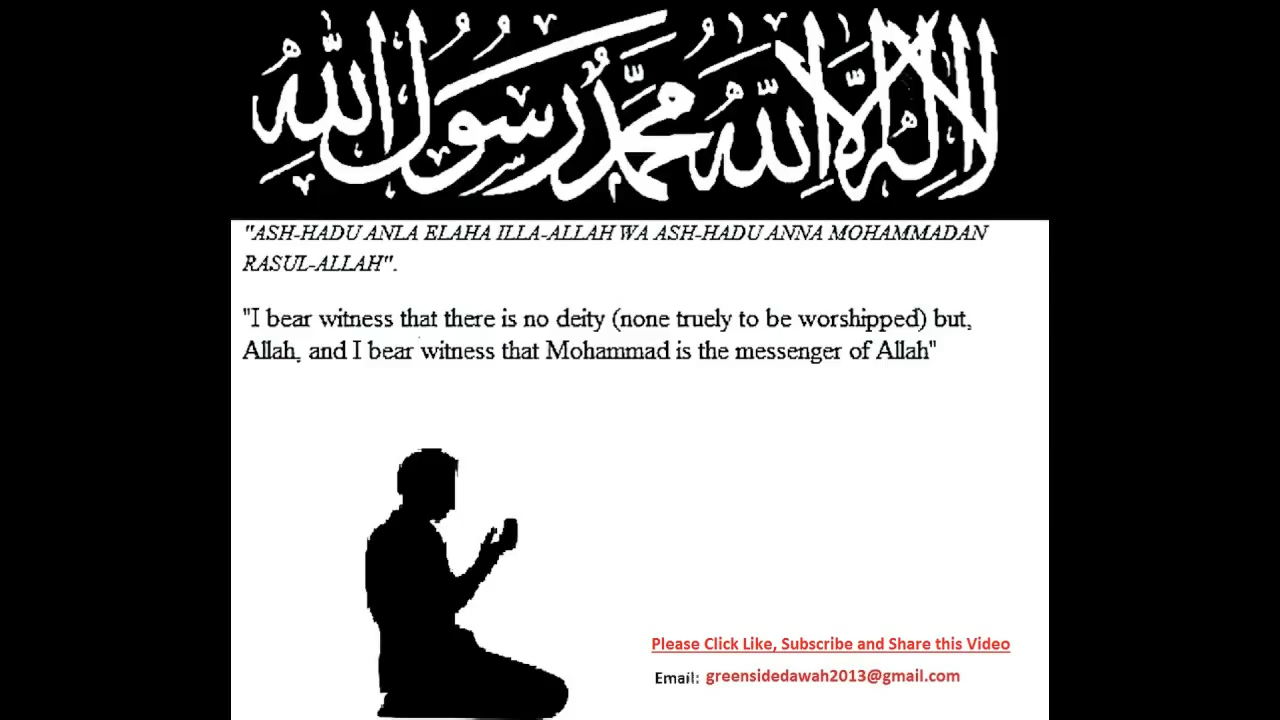 لا إله إلا الله محمد رسول الله
"ASH-HADU ANLA ELAHA ILLA-ALLAH WA ASH-HADU ANNA MOHAMMADAN
RASUL-ALLAH".
"I bear witness that there is no deity (none truely to be worshipped) but,
Allah, and I bear witness that Mohammad is the messenger of Allah"
Please Click Like, Subscribe and Share this Video
Email: greensidedawah2013@gmail.com